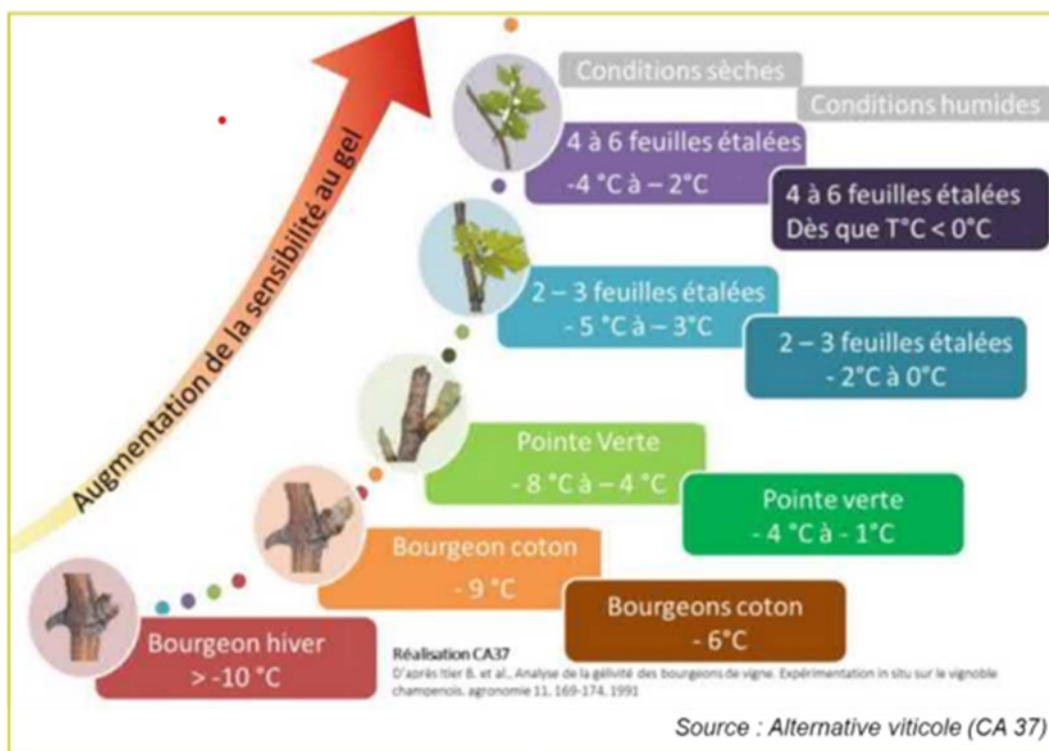 Augmentation de la sensibilité au gel
Conditions sèches
Conditions humides
4 à 6 feuilles étalées
-4 °C à – 2°C
4 à 6 feuilles étalées
Dès que T°C < 0°C
2 – 3 feuilles étalées
- 5 °C à – 3°C
2 – 3 feuilles étalées
- 2°C à 0°C
Pointe Verte
- 8 °C à – 4 °C
Pointe verte
- 4 °C à - 1°C
Bourgeon coton
- 9 °C
Bourgeons coton
- 6°C
Bourgeon hiver
> -10 °C
Réalisation CA37
D'après Itier B. et al., Analyse de la gélivité des bourgeons de vigne. Expérimentation in situ sur le vignoble
champenois. agronomie 11, 169-174, 1991
Source : Alternative viticole (CA 37)